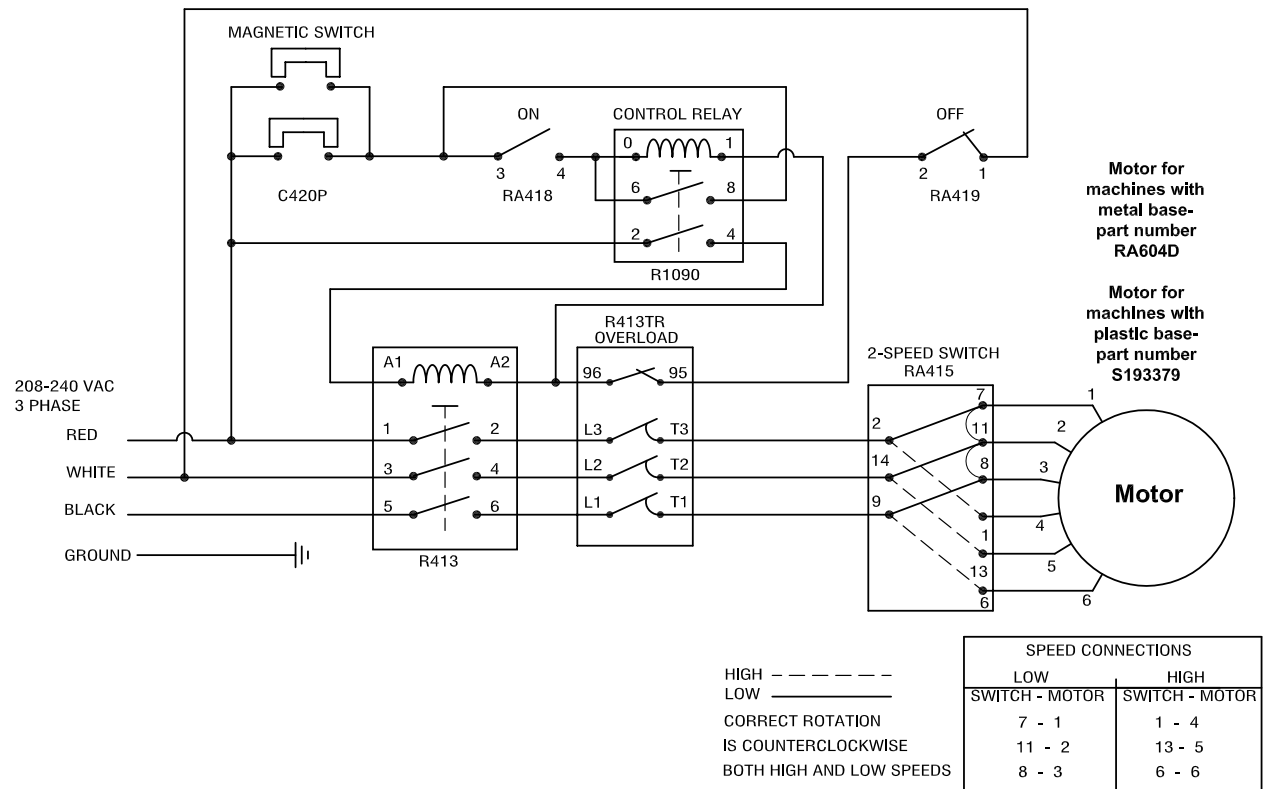 MAGNETIC SWITCH
C420P
ON
3
4
RA418
CONTROL RELAY
0
1
6
8
2
4
R1090
OFF
2
1
RA419
Motor for
machines with
metal base-
part number
RA604D
Motor for
machines with
plastic base-
part number
S193379
208-240 VAC
3 PHASE
RED
WHITE
BLACK
GROUND
A1
A2
1
2
3
4
5
6
R413
R413TR
OVERLOAD
96
95
L3
T3
L2
T2
L1
T1
2-SPEED SWITCH
RA415
2
14
9
7
11
8
1
13
6
1
2
3
4
5
6
Motor
HIGH
LOW
CORRECT ROTATION
IS COUNTERCLOCKWISE
BOTH HIGH AND LOW SPEEDS
SPEED CONNECTIONS
LOW HIGH
SWITCH - MOTOR SWITCH - MOTOR
7 - 1 1 - 4
11 - 2 13 - 5
8 - 3 6 - 6